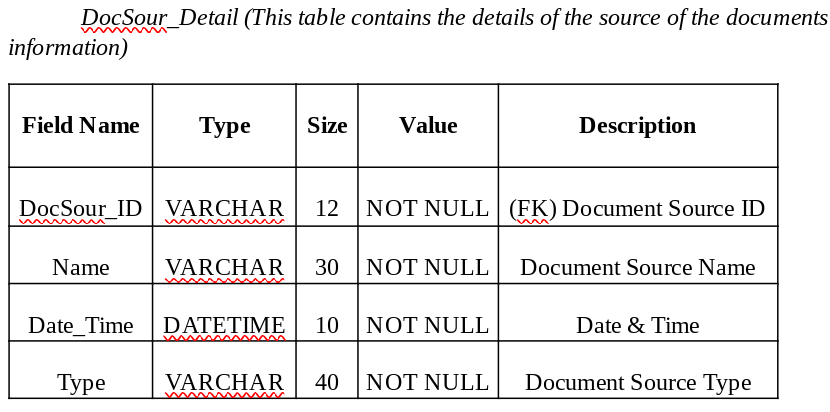 DocSour_Detail (This table contains the details of the source of the documents
information)
Field Name Type Size Value Description
DocSour_ID VARCHAR 12 NOT NULL (FK) Document Source ID
Name VARCHAR 30 NOT NULL Document Source Name
Date_Time DATETIME 10 NOT NULL Date & Time
Type VARCHAR 40 NOT NULL Document Source Type